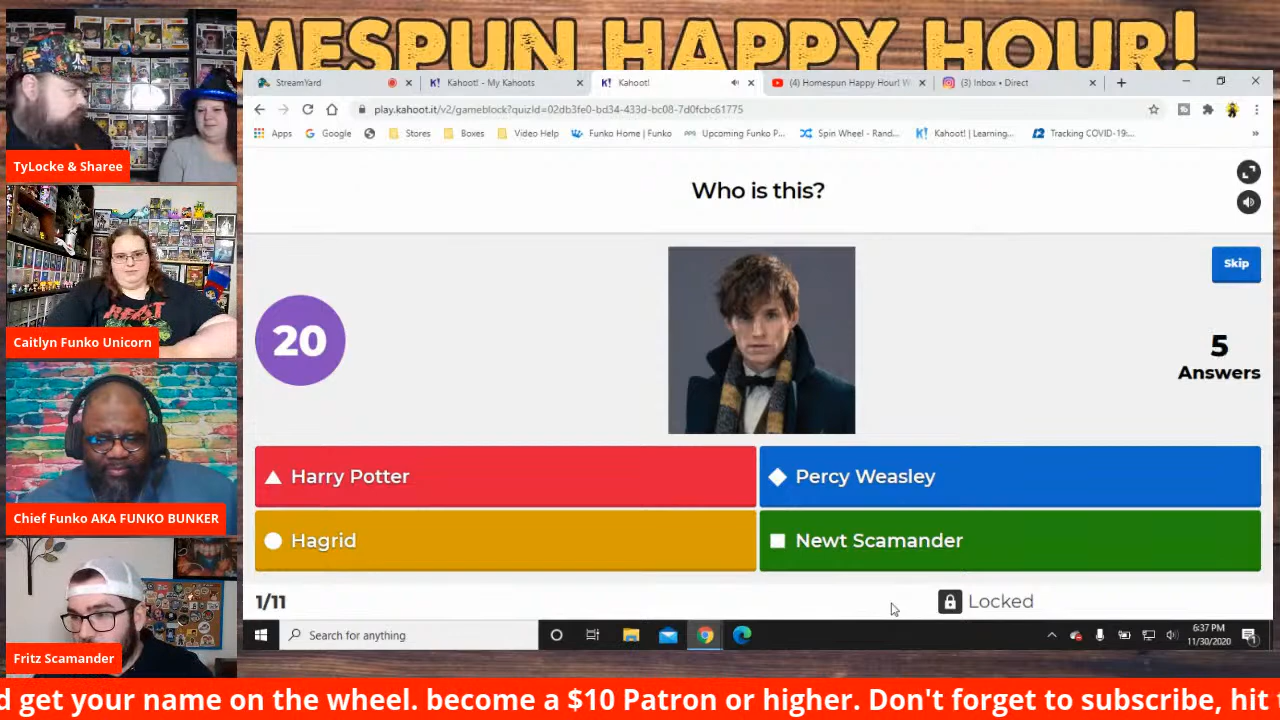 MESPUN HAPPY HOUR!
StreamYard
Kahoot! - My Kahoots
Kahoot!
(4) Homespun Happy Hour! W
(3) Inbox • Direct
play.kahoot.it/v2/gameblock?quizId=02db3fe0-bd34-433d-bc08-7d0fcbc61775
Apps
Google
Stores
Boxes
Video Help
Funko Home | Funko
Upcoming Funko P...
Spin Wheel - Rand...
Kahoot! | Learning...
Tracking COVID-19:...
TyLocke & Sharee
Who is this?
Skip
20
5
Answers
Caitlyn Funko Unicorn
Harry Potter
Percy Weasley
Hagrid
Newt Scamander
Chief Funko AKA FUNKO BUNKER
1/11
Locked
Search for anything
6:37 PM
11/30/2020
Fritz Scamander
d get your name on the wheel. become a $10 Patron or higher. Don't forget to subscribe, hit